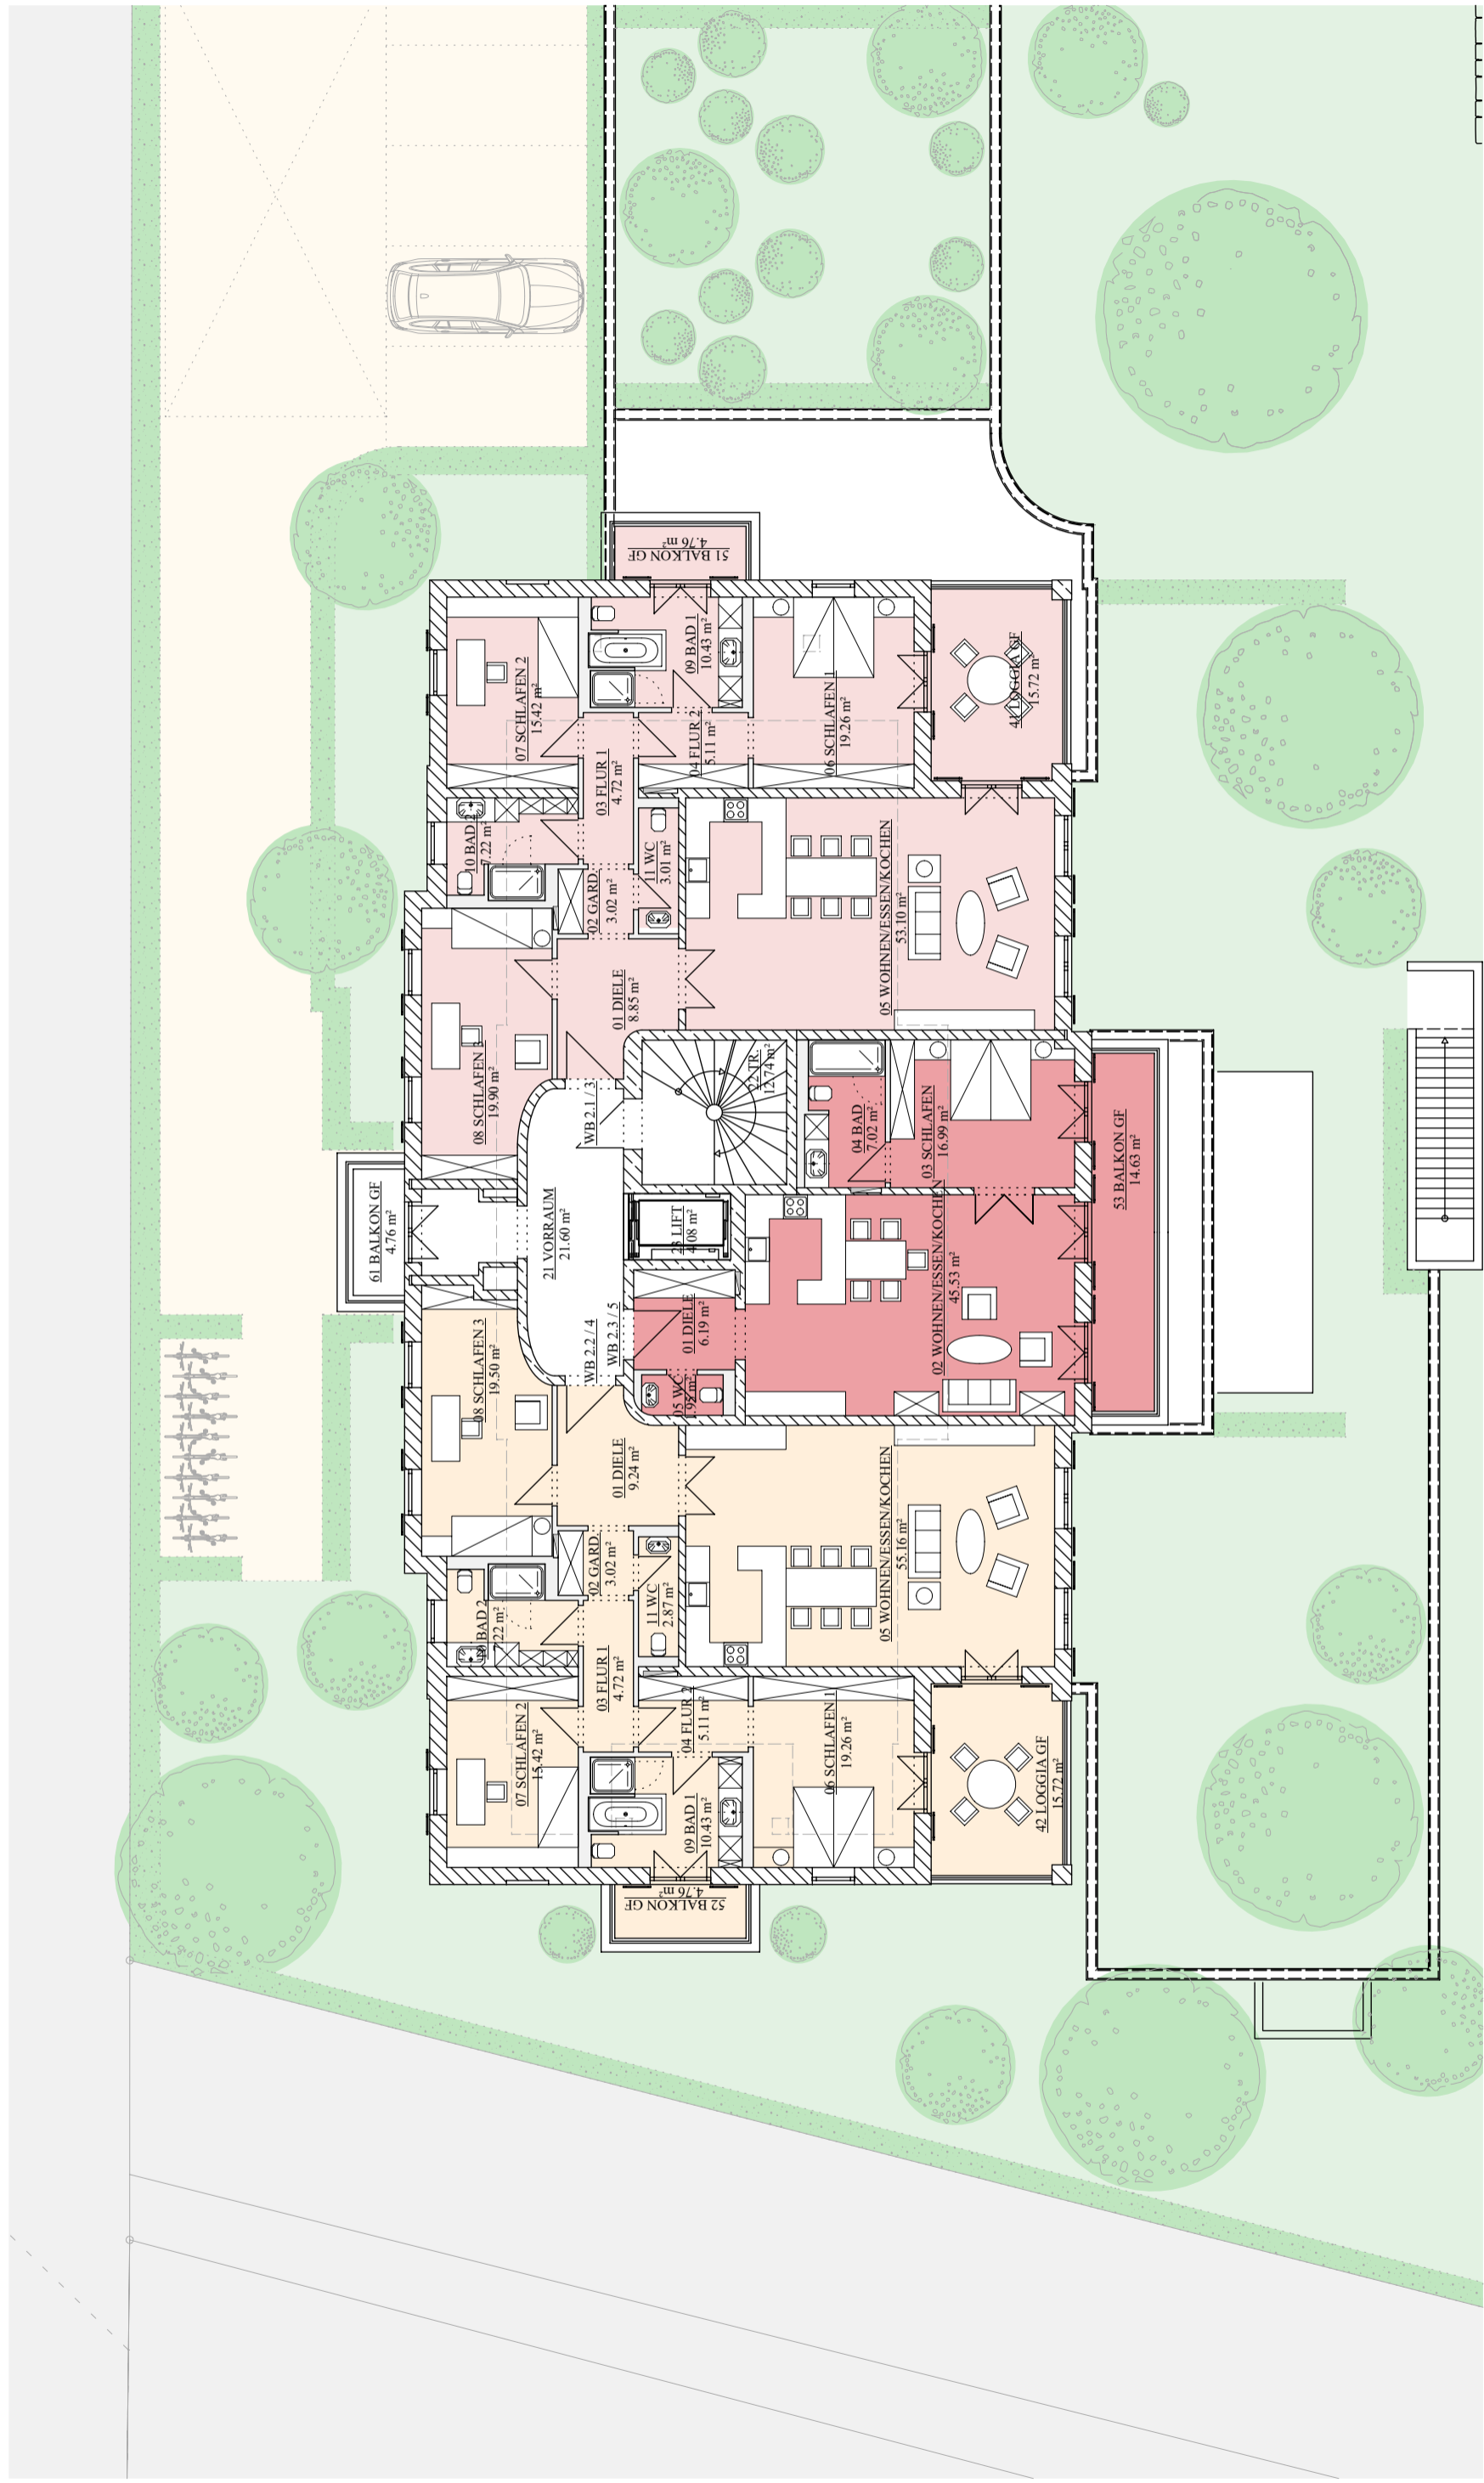 51 BALKON GF
4.76 m²
07 SCHLAFEN 2
15.42 m²
09 BAD 1
10.43 m²
04 FLUR 2
5.11 m²
06 SCHLAFEN 1
19.26 m²
41 LOGGIA GF
15.72 m²
03 FLUR 1
4.72 m²
10 BAD 2
7.22 m²
11 WC
3.01 m²
02 GARD.
3.02 m²
05 WOHNEN/ESSEN/KOCHEN
53.10 m²
01 DIELE
8.85 m²
08 SCHLAFEN 3
19.90 m²
WB 2.1 / 3
22 TR.
12.74 m²
04 BAD
7.02 m²
03 SCHLAFEN
16.99 m²
53 BALKON GF
14.63 m²
61 BALKON GF
4.76 m²
21 VORRAUM
21.60 m²
23 LIFT
4.08 m²
02 WOHNEN/ESSEN/KOCHEN
45.53 m²
01 DIELE
6.19 m²
WB 2.2 / 4
WB 2.3 / 5
05 WC
1.95 m²
08 SCHLAFEN 3
19.50 m²
01 DIELE
9.24 m²
05 WOHNEN/ESSEN/KOCHEN
55.16 m²
02 GARD.
3.02 m²
11 WC
2.87 m²
10 BAD 2
7.22 m²
03 FLUR 1
4.72 m²
04 FLUR 2
5.11 m²
07 SCHLAFEN 2
15.42 m²
09 BAD 1
10.43 m²
06 SCHLAFEN 1
19.26 m²
42 LOGGIA GF
15.72 m²
52 BALKON GF
4.76 m²